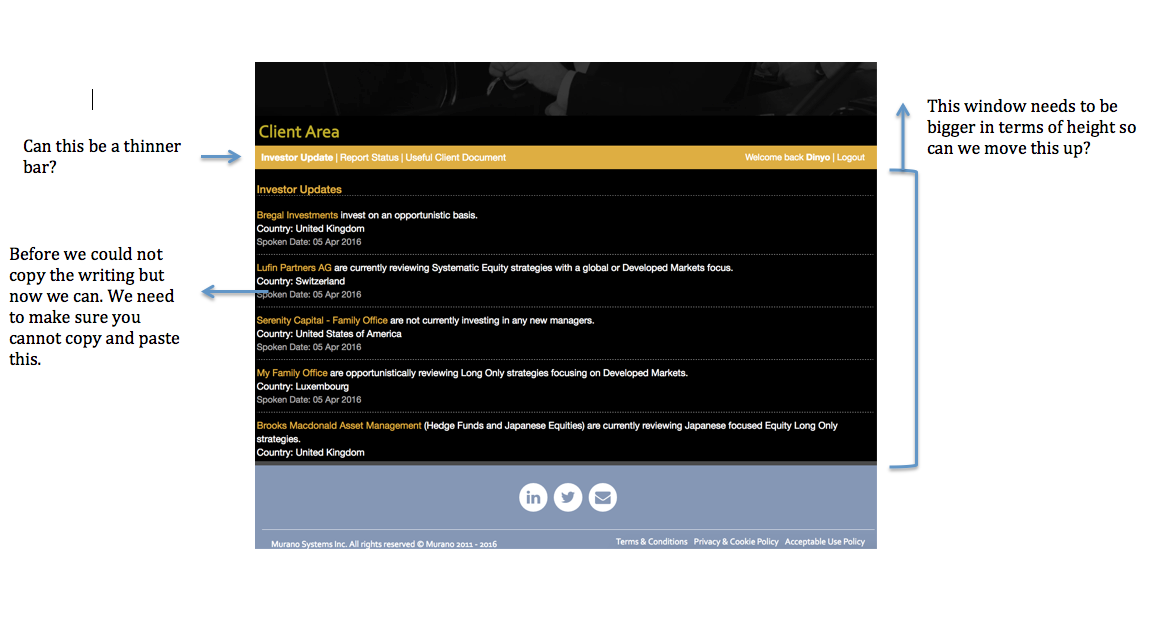 Can this be a thinner
bar?
Before we could not
copy the writing but
now we can. We need
to make sure you
cannot copy and paste
this.
Client Area
Investor Update | Report Status | Useful Client Document
Welcome back Dinyo | Logout
Investor Updates
Bregal Investments invest on an opportunistic basis.
Country: United Kingdom
Spoken Date: 05 Apr 2016
Lufin Partners AG are currently reviewing Systematic Equity strategies with a global or Developed Markets focus.
Country: Switzerland
Spoken Date: 05 Apr 2016
Serenity Capital - Family Office are not currently investing in any new managers.
Country: United States of America
Spoken Date: 05 Apr 2016
My Family Office are opportunistically reviewing Long Only strategies focusing on Developed Markets.
Country: Luxembourg
Spoken Date: 05 Apr 2016
Brooks Macdonald Asset Management (Hedge Funds and Japanese Equities) are currently reviewing Japanese focused Equity Long Only
strategies.
Country: United Kingdom
in
Murano Systems Inc. All rights reserved © Murano 2011 - 2016
Terms & Conditions Privacy & Cookie Policy Acceptable Use Policy
This window needs to be
bigger in terms of height so
can we move this up?